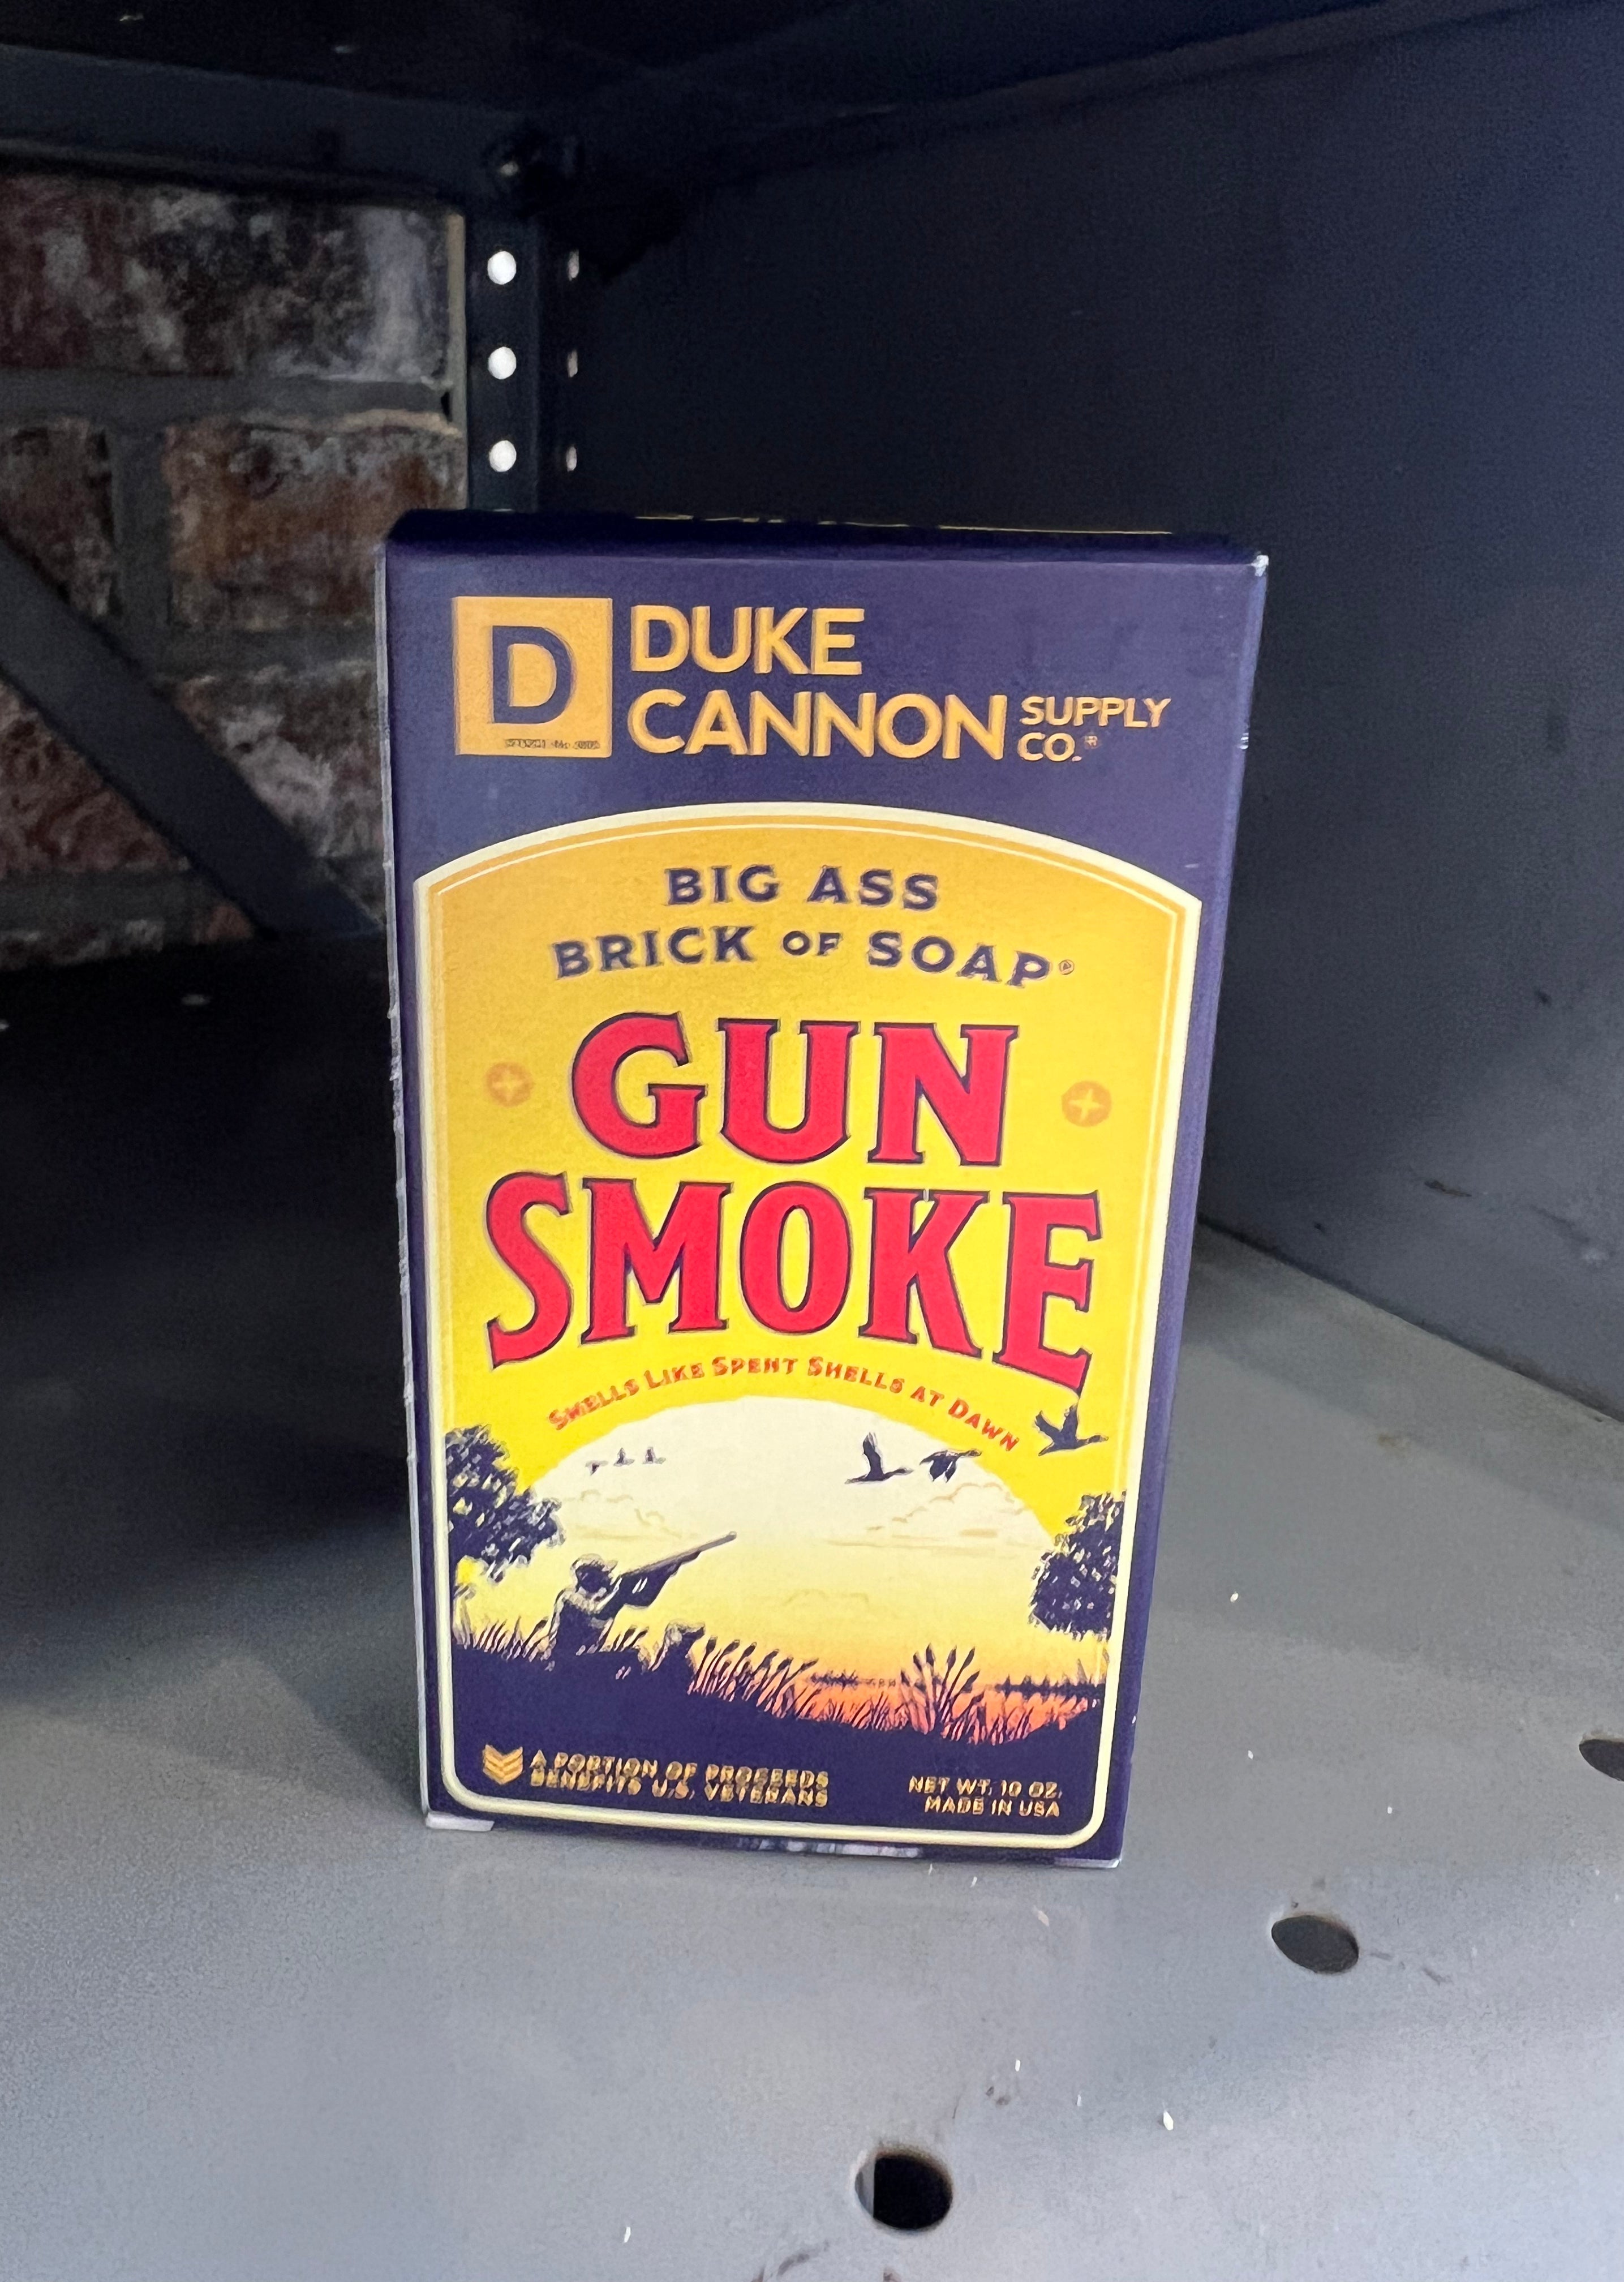 D
DUKE
CANNON SUPPLY
CO.
BIG ASS
BRICK OF SOAP®
GUN
SMOKE
SMELLS LIKE SPENT SHELLS AT DAWN
A PORTION OF PROCEEDS
BENEFITS U.S. VETERANS
NET WT. 10 OZ.
MADE IN USA